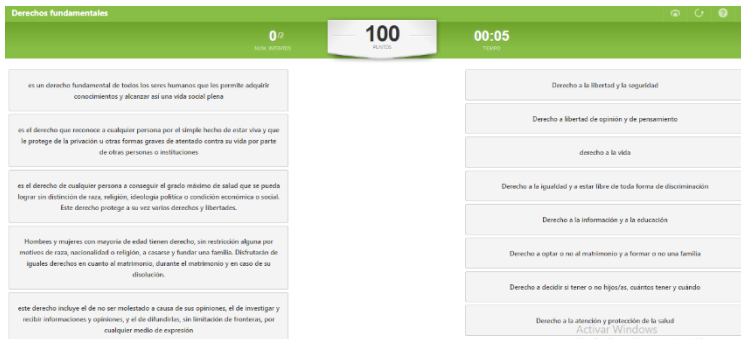 Derechos fundamentales
0/2
NUM. INTENTOS
100
PUNTOS
00:05
TIEMPO
es un derecho fundamental de todos los seres humanos que les permite adquirir
conocimientos y alcanzar así una vida social plena
es el derecho que reconoce a cualquier persona por el simple hecho de estar viva y que
le protege de la privación u otras formas graves de atentado contra su vida por parte
de otras personas o instituciones
es el derecho de cualquier persona a conseguir el grado máximo de salud que se pueda
lograr sin distinción de raza, religión, ideología política o condición económica o social.
Este derecho protege a su vez varios derechos y libertades.
Hombres y mujeres con mayoría de edad tienen derecho, sin restricción alguna por
motivos de raza, nacionalidad o religión, a casarse y fundar una familia. Disfrutarán de
iguales derechos en cuanto al matrimonio, durante el matrimonio y en caso de su
disolución.
este derecho incluye el de no ser molestado a causa de sus opiniones, el de investigar y
recibir informaciones y opiniones, y el de difundirlas, sin limitación de fronteras, por
cualquier medio de expresión
Derecho a la libertad y la seguridad
Derecho a libertad de opinión y de pensamiento
derecho a la vida
Derecho a la igualdad y a estar libre de toda forma de discriminación
Derecho a la información y a la educación
Derecho a optar o no al matrimonio y a formar o no una familia
Derecho a decidir si tener o no hijos/as, cuántos tener y cuándo
Derecho a la atención y protección de la salud
Activar Windows